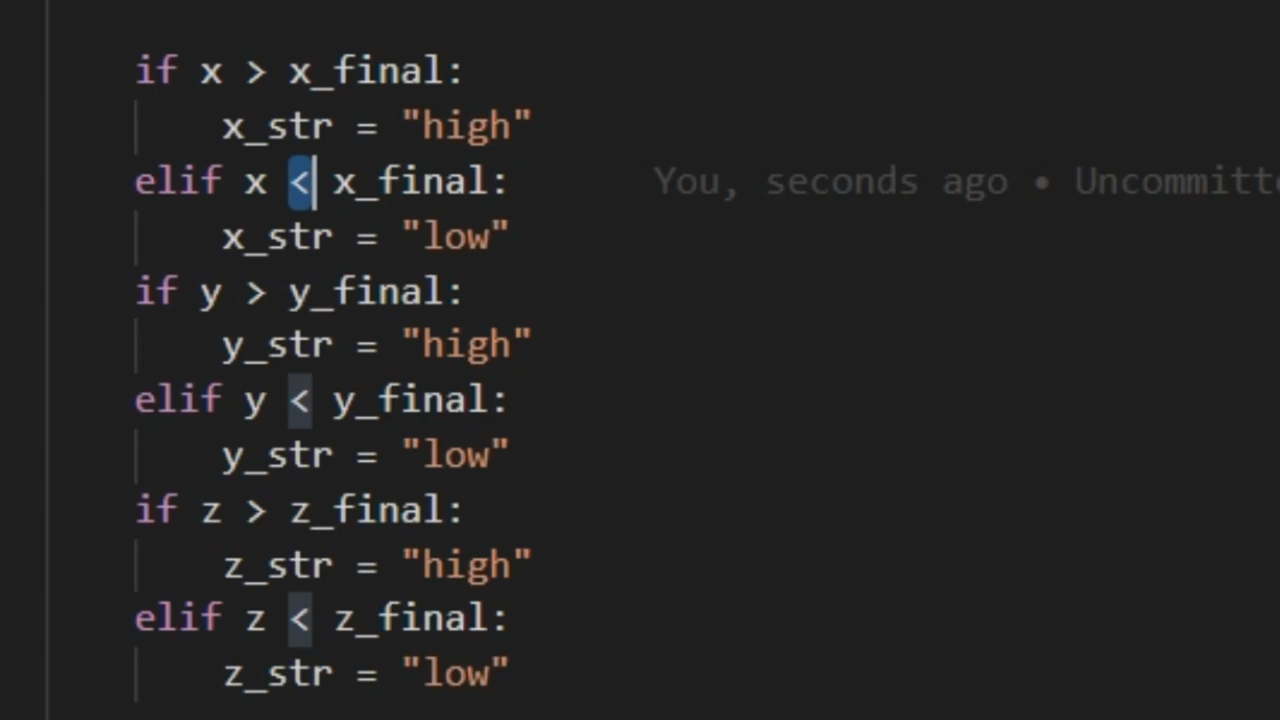 if x > x_final:
    x_str = "high"
elif x < x_final: You, seconds ago • Uncommitt
    x_str = "low"
if y > y_final:
    y_str = "high"
elif y < y_final:
    y_str = "low"
if z > z_final:
    z_str = "high"
elif z < z_final:
    z_str = "low"